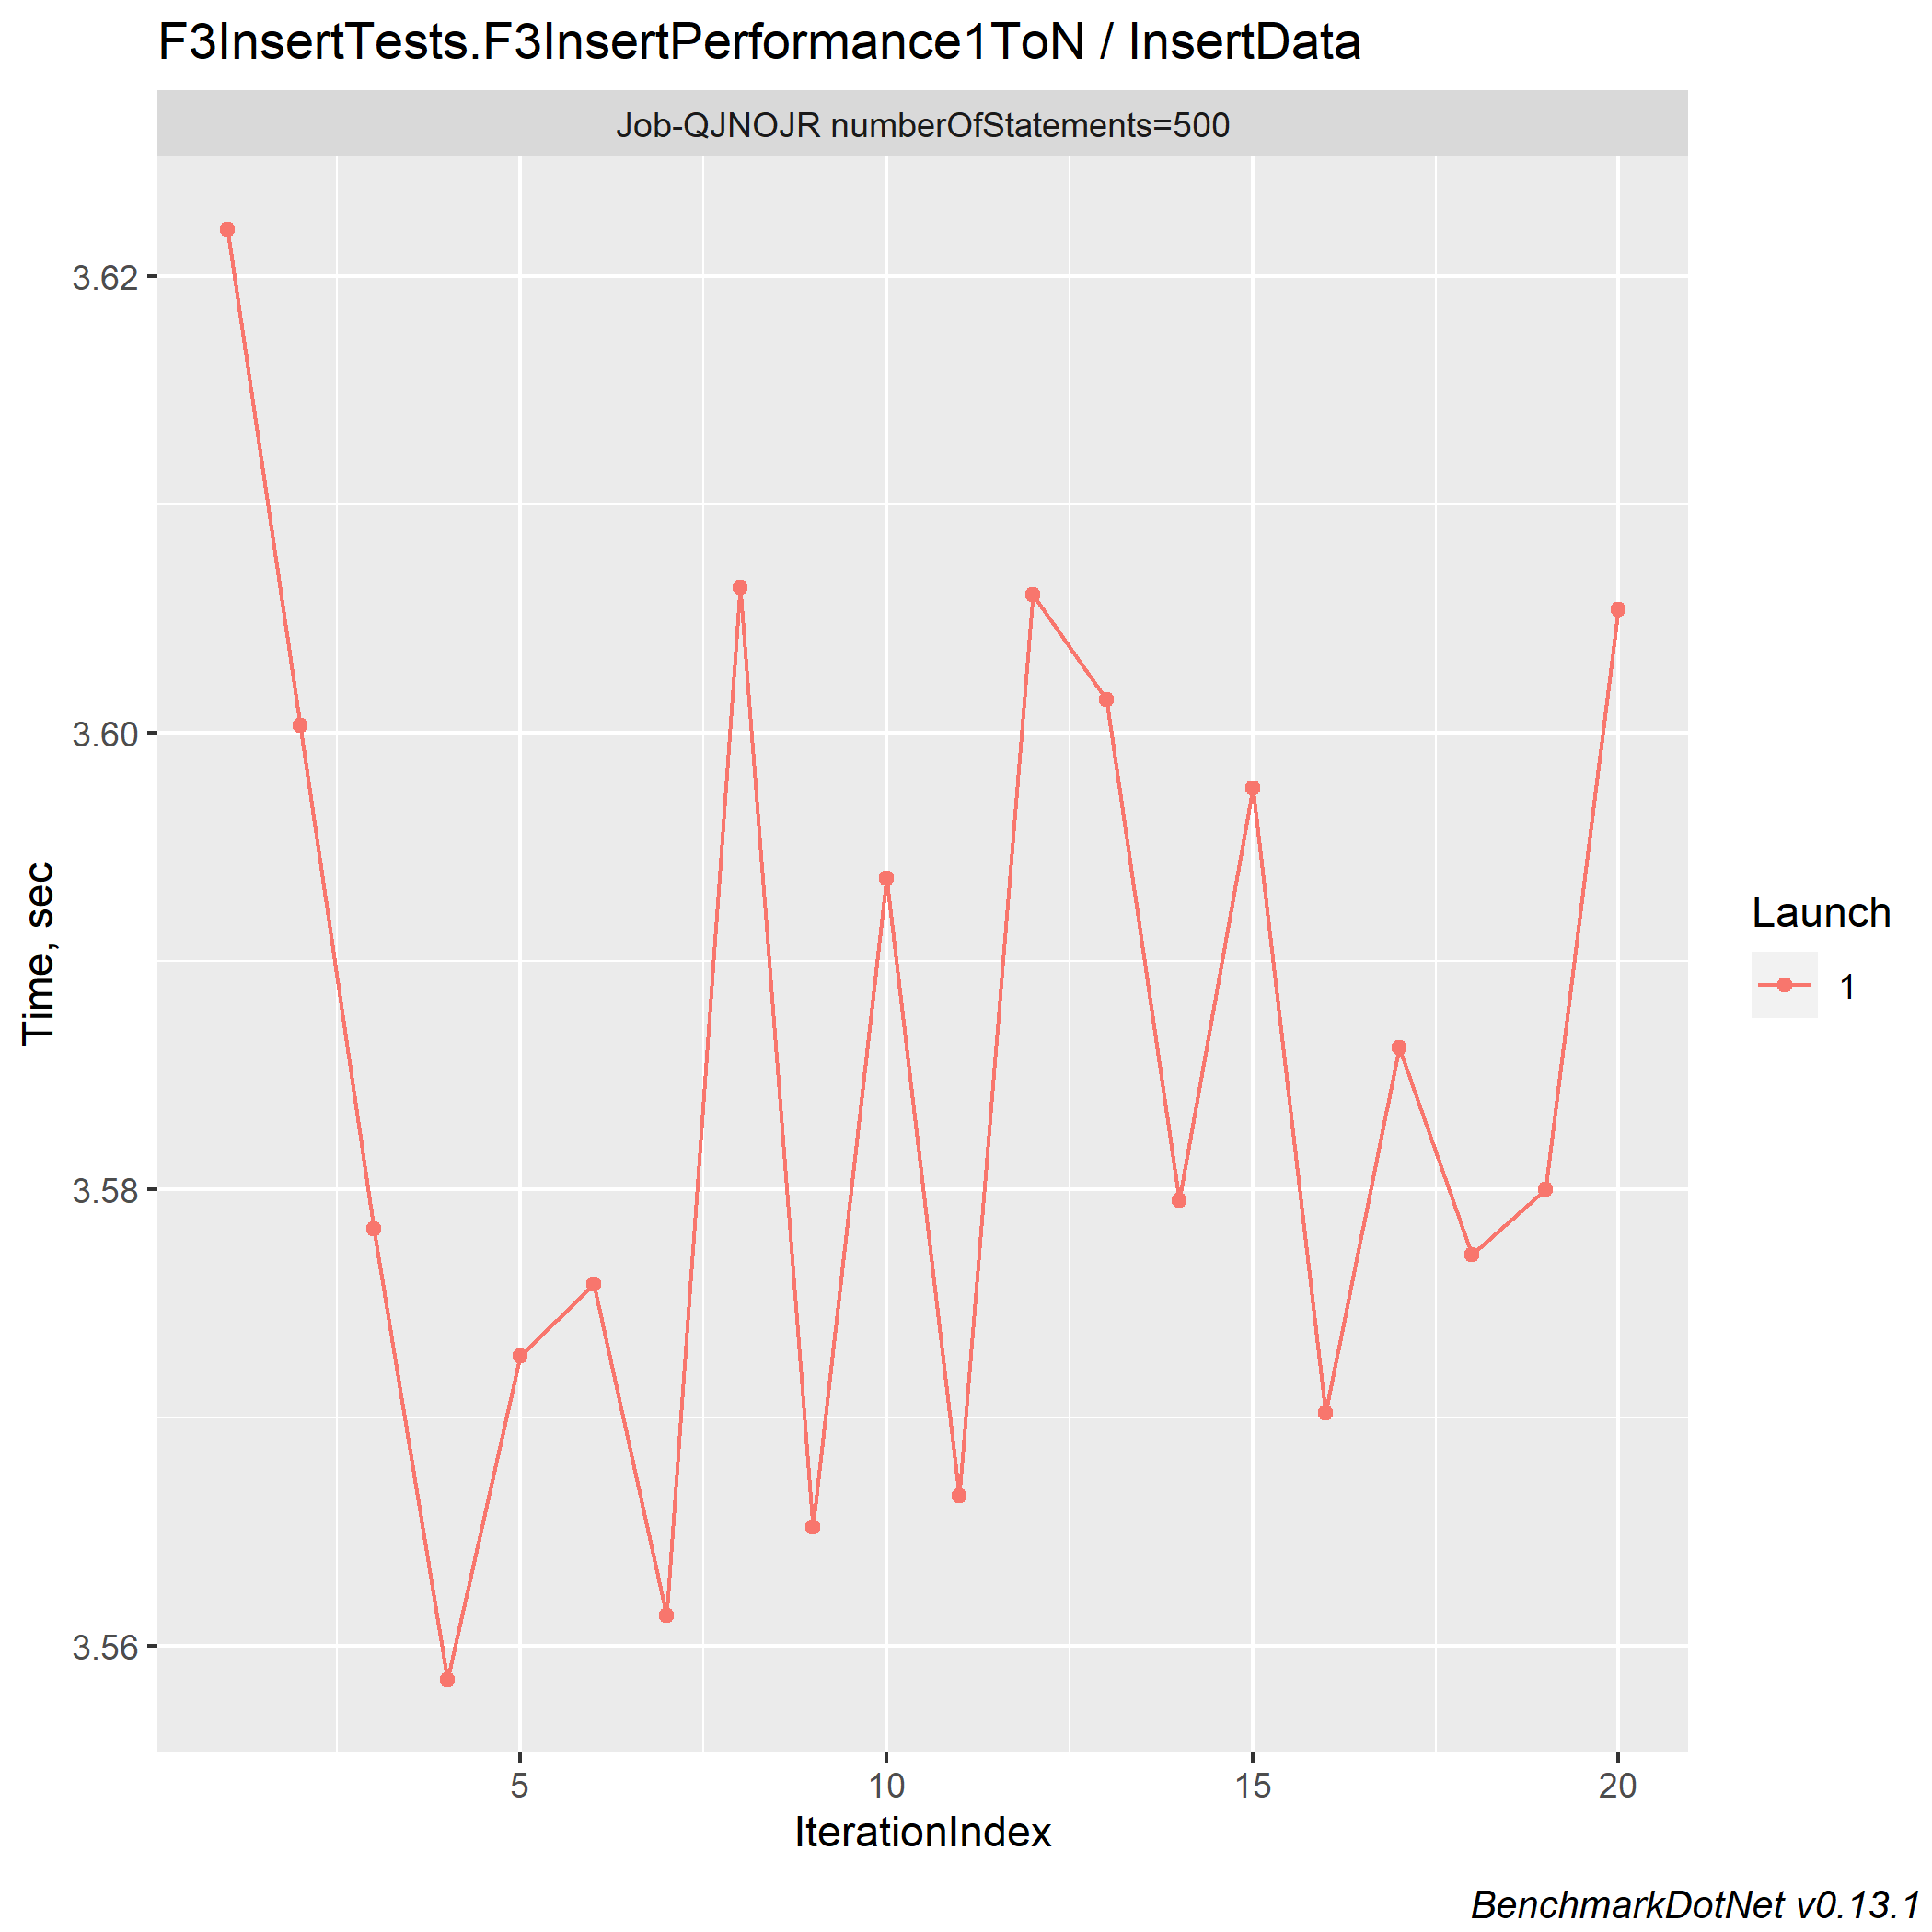 F3InsertTests.F3InsertPerformance1ToN / InsertData
Job-QJNOJR numberOfStatements=500
3.62
3.60
3.58
3.56
Time, sec
Launch
1
5
10
15
20
IterationIndex
BenchmarkDotNet v0.13.1